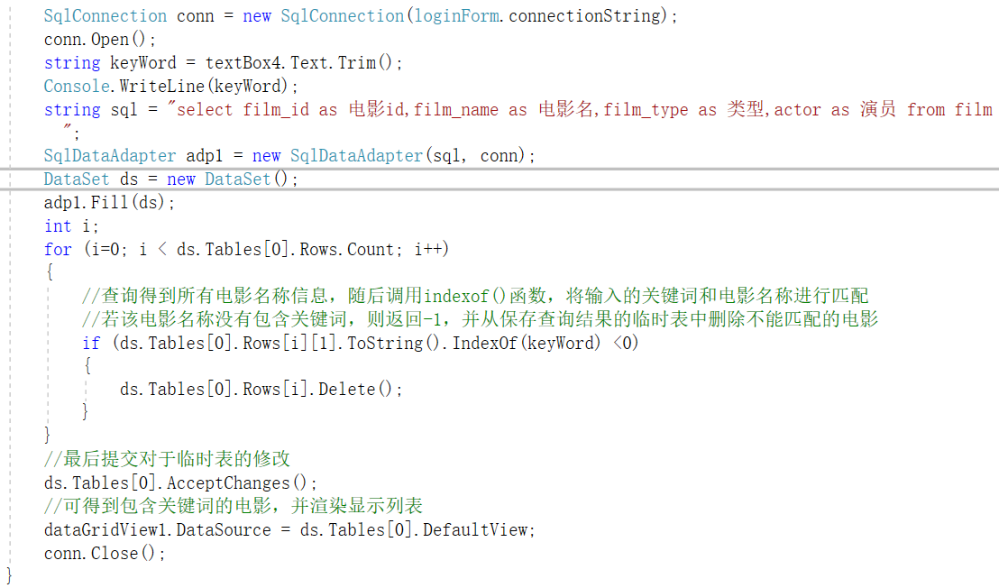 SqlConnection conn = new SqlConnection(loginForm.connectionString);
conn.Open();
string keyWord = textBox4.Text.Trim();
Console.WriteLine(keyWord);
string sql = "select film_id as 电影id,film_name as 电影名,film_type as 类型,actor as 演员 from film
";
SqlDataAdapter adp1 = new SqlDataAdapter(sql, conn);
DataSet ds = new DataSet();
adp1.Fill(ds);
int i;
for (i=0; i < ds.Tables[0].Rows.Count; i++)
{
//查询得到所有电影名称信息，随后调用indexof()函数，将输入的关键词和电影名称进行匹配
//若该电影名称没有包含关键词，则返回-1，并从保存查询结果的临时表中删除不能匹配的电影
if (ds.Tables[0].Rows[i][1].ToString().IndexOf(keyWord) <0)
{
ds.Tables[0].Rows[i].Delete();
}
}
//最后提交对于临时表的修改
ds.Tables[0].AcceptChanges();
//可得到包含关键词的电影，并渲染显示列表
dataGridView1.DataSource = ds.Tables[0].DefaultView;
conn.Close();
}